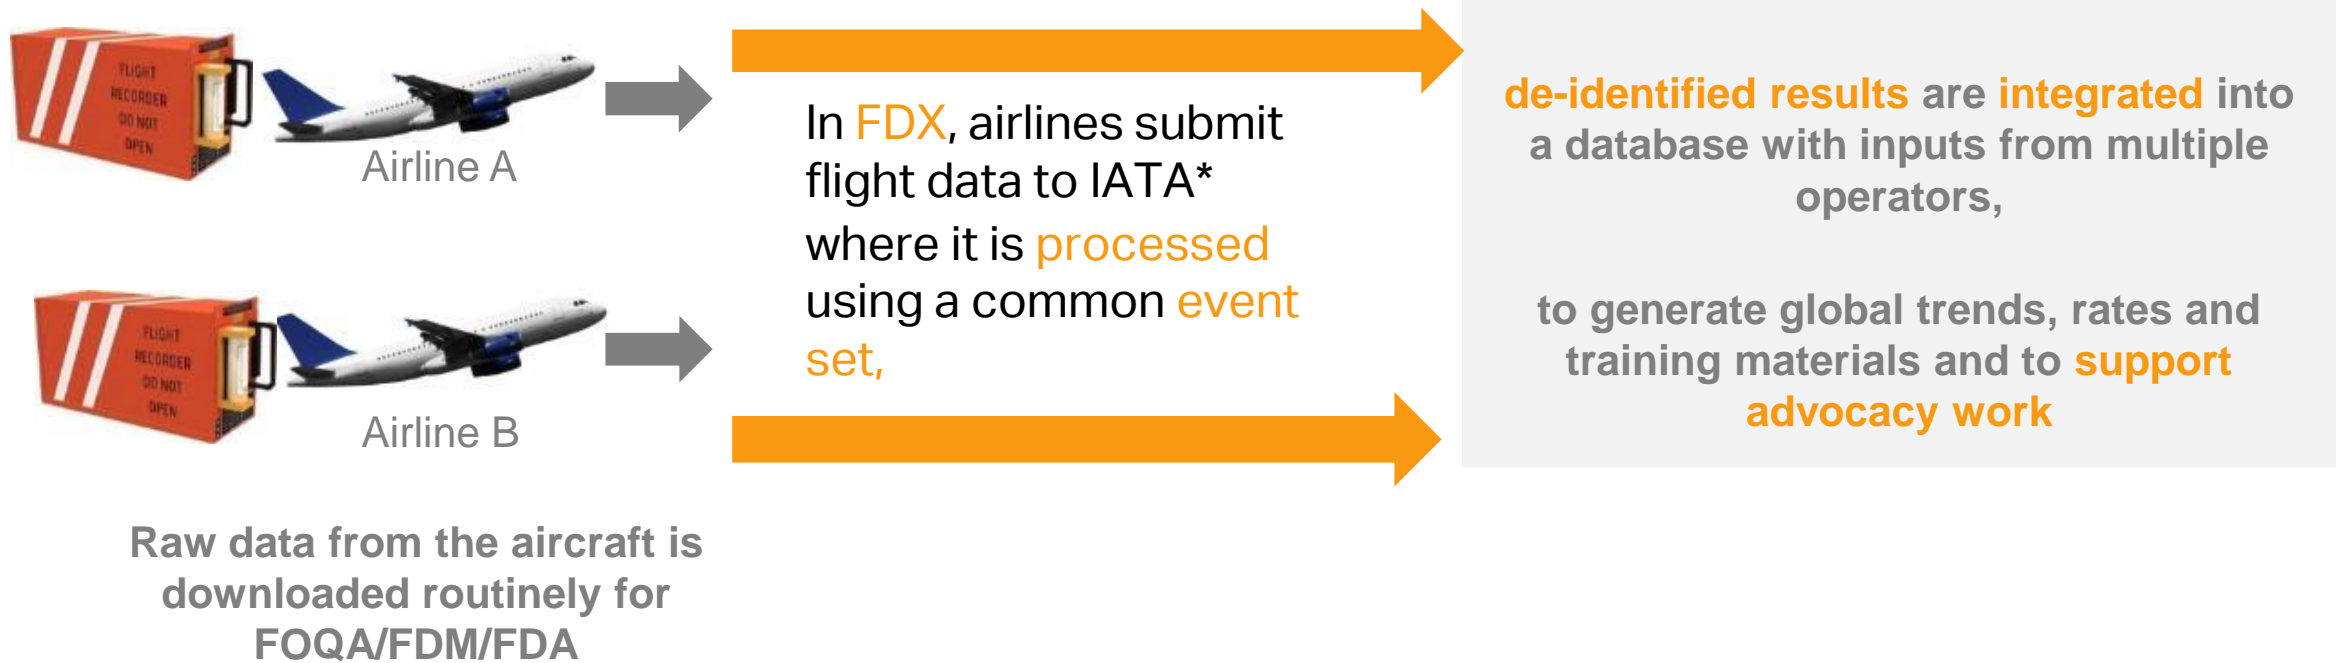 FLIGHT
RECORDER
DO NOT
OPEN
Airline A
FLIGHT
RECORDER
DO NOT
OPEN
Airline B
Raw data from the aircraft is
downloaded routinely for
FOQA/FDM/FDA
In FDX, airlines submit
flight data to IATA*
where it is processed
using a common event
set,
de-identified results are integrated into
a database with inputs from multiple
operators,
to generate global trends, rates and
training materials and to support
advocacy work